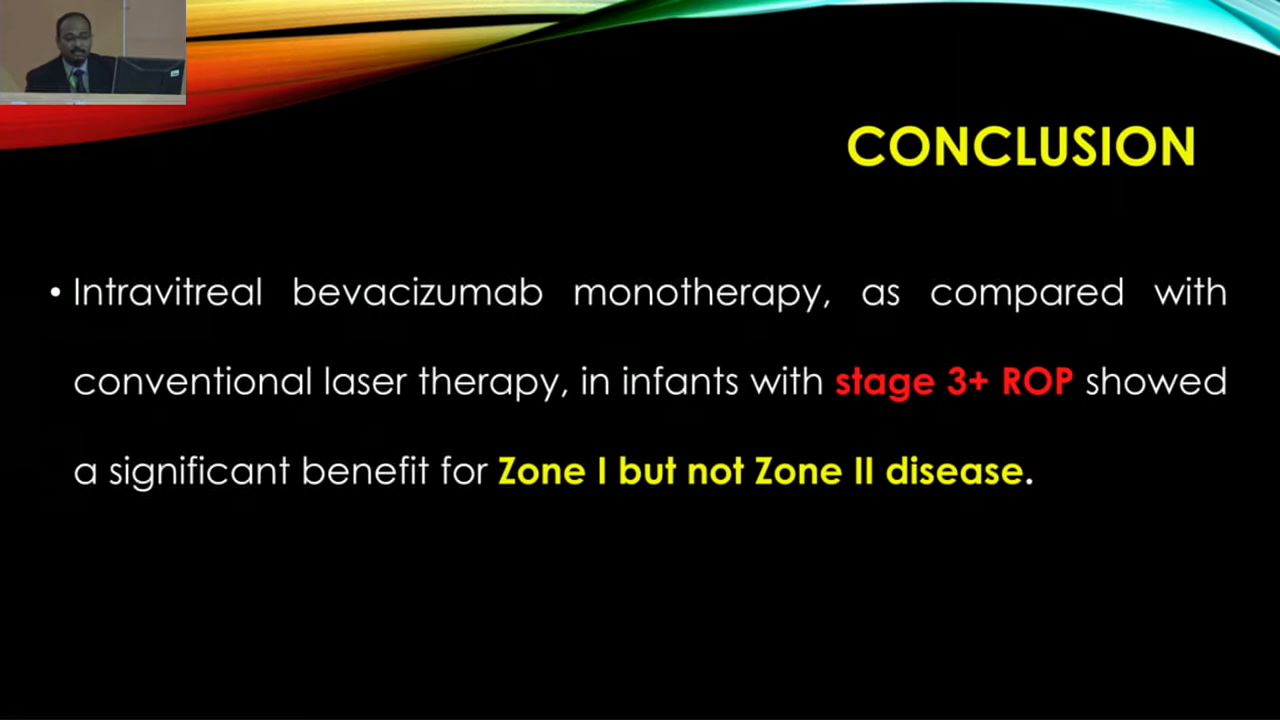 CONCLUSION
• Intravitreal bevacizumab monotherapy, as compared with
conventional laser therapy, in infants with stage 3+ ROP showed
a significant benefit for Zone I but not Zone II disease.